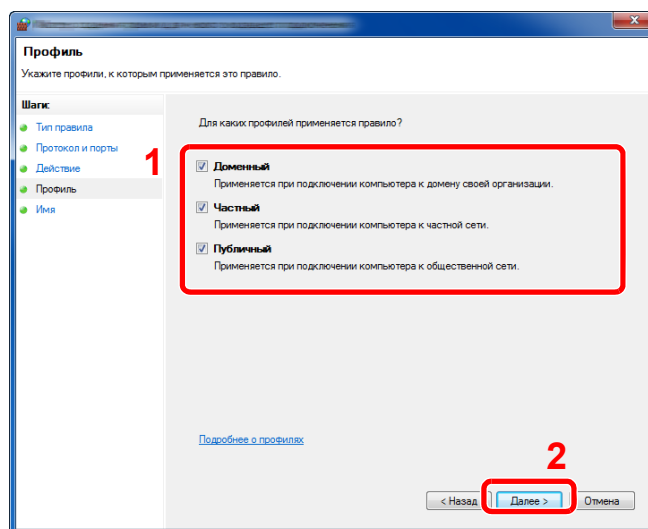 Профиль
Укажите профили, к которым применяется это правило.
Шаги:
Тип правила
Протокол и порты
Действие
Профиль
Имя
1
Для каких профилей применяется правило?
Доменный
Применяется при подключении компьютера к домену своей организации.
Частный
Применяется при подключении компьютера к частной сети.
Публичный
Применяется при подключении компьютера к общественной сети.
Подробнее о профилях
2
< Назад Далее > Отмена